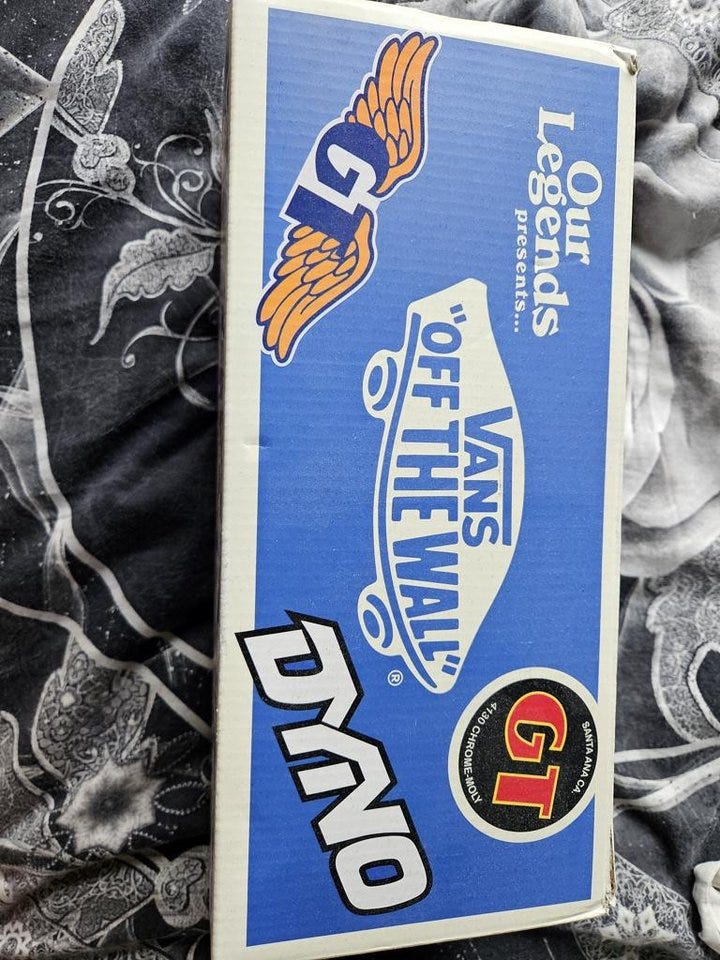 Our
Legends
presents...
GT
VANS
"OFF THE WALL"
®
SANTA ANA CA.
GT
4130 CHROME-MOLY
DYNO